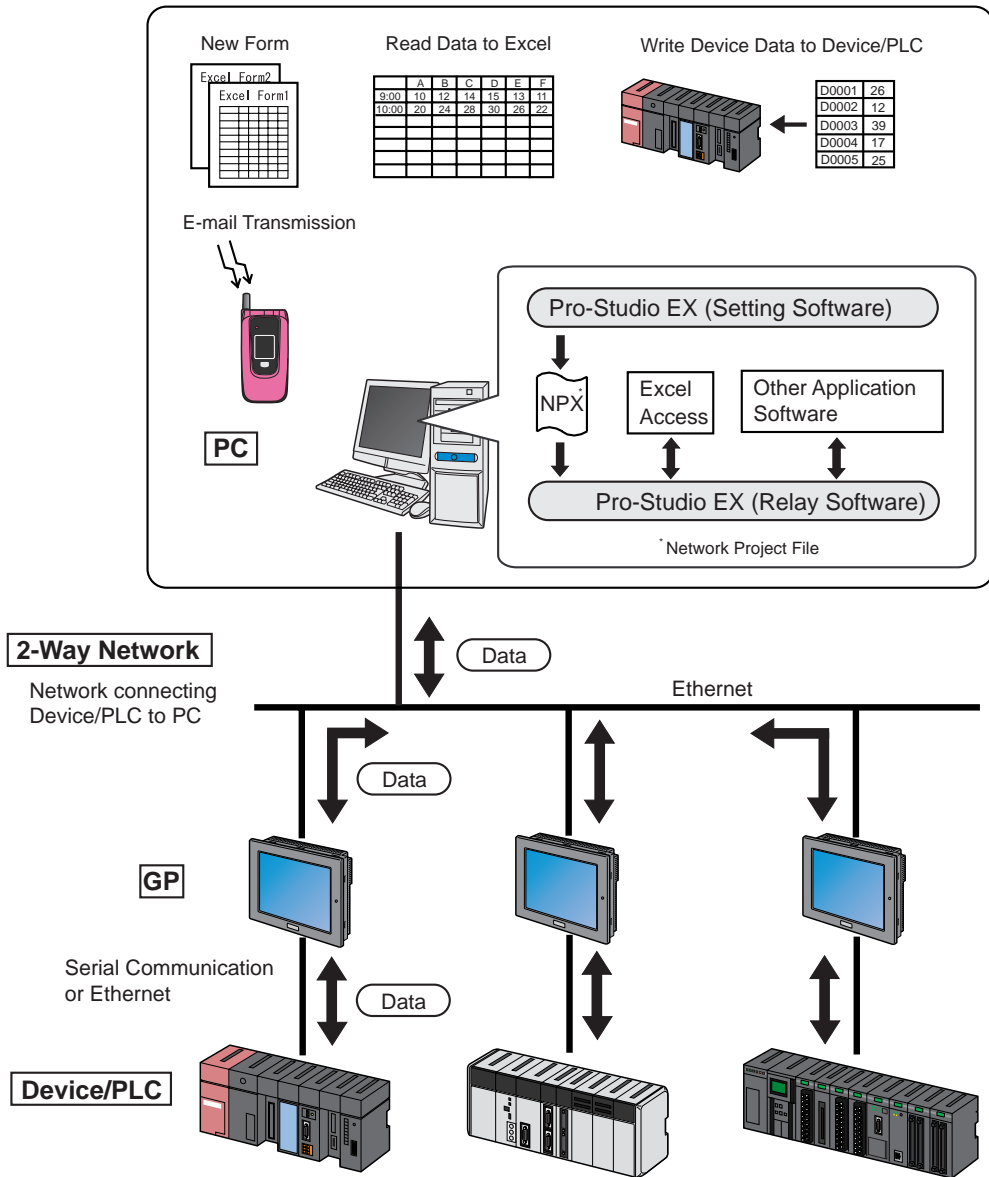 New Form
Read Data to Excel
Write Device Data to Device/PLC
Excel Form2
Excel Form1
A B C D E F
9:00 10 12 14 15 13 11
10:00 20 24 28 30 26 22
D0001 26
D0002 12
D0003 39
D0004 17
D0005 25
E-mail Transmission
PC
Pro-Studio EX (Setting Software)
NPX*
Excel
Access
Other Application
Software
Pro-Studio EX (Relay Software)
* Network Project File
2-Way Network
Data
Network connecting
Device/PLC to PC
Ethernet
Data
GP
Serial Communication
or Ethernet
Data
Device/PLC